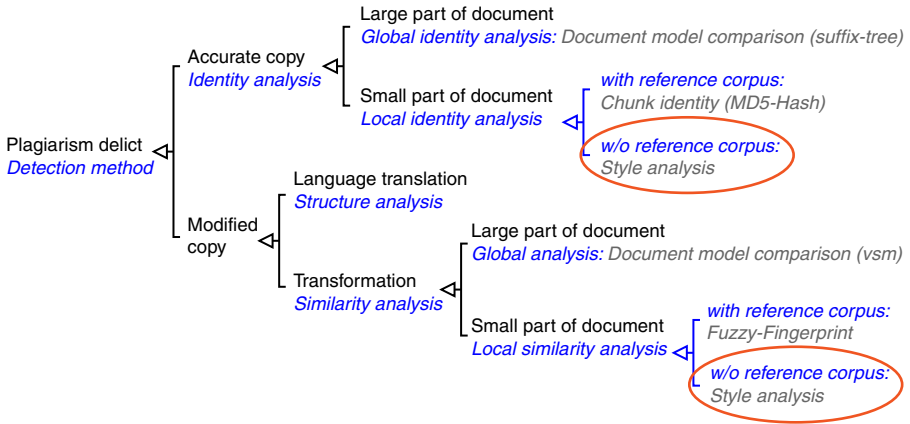 Large part of document
Global identity analysis: Document model comparison (suffix-tree)
Accurate copy
Identity analysis
Small part of document
Local identity analysis
with reference corpus:
Chunk identity (MD5-Hash)
w/o reference corpus:
Style analysis
Plagiarism delict
Detection method
Language translation
Structure analysis
Modified
copy
Large part of document
Global analysis: Document model comparison (vsm)
Transformation
Similarity analysis
Small part of document
Local similarity analysis
with reference corpus:
Fuzzy-Fingerprint
w/o reference corpus:
Style analysis